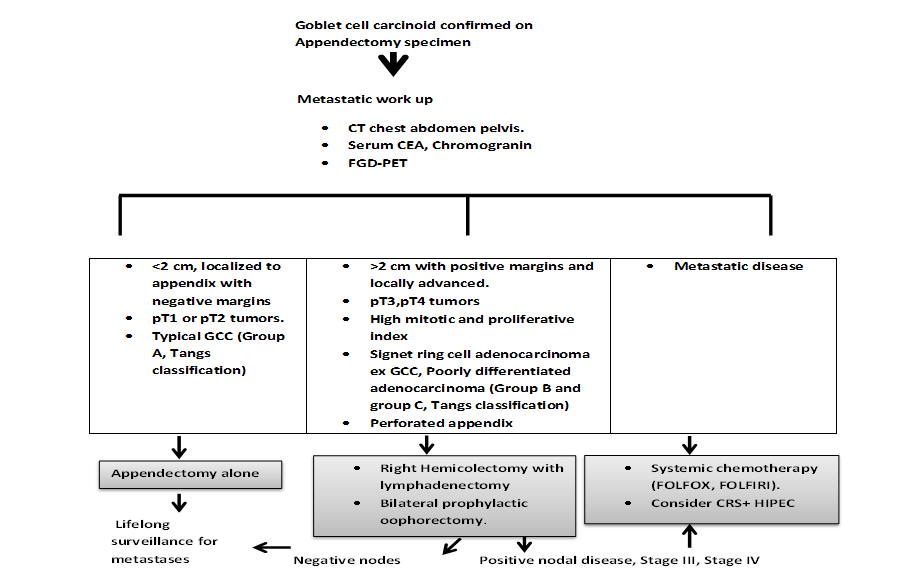 Goblet cell carcinoid confirmed on
Appendectomy specimen
Metastatic work up
• CT chest abdomen pelvis.
• Serum CEA, Chromogranin
• FGD-PET
• <2 cm, localized to
appendix with
negative margins
• pT1 or pT2 tumors.
• Typical GCC (Group
A, Tangs
classification)
• >2 cm with positive margins and
locally advanced.
• pT3,pT4 tumors
• High mitotic and proliferative
index
• Signet ring cell adenocarcinoma
ex GCC, Poorly differentiated
adenocarcinoma (Group B and
group C, Tangs classification)
• Perforated appendix
• Metastatic disease
Appendectomy alone
• Right Hemicolectomy with
lymphadenectomy
• Bilateral prophylactic
oophorectomy.
• Systemic chemotherapy
(FOLFOX, FOLFIRI).
• Consider CRS+ HIPEC
Lifelong
surveillance for
metastases
Negative nodes
Positive nodal disease, Stage III, Stage IV